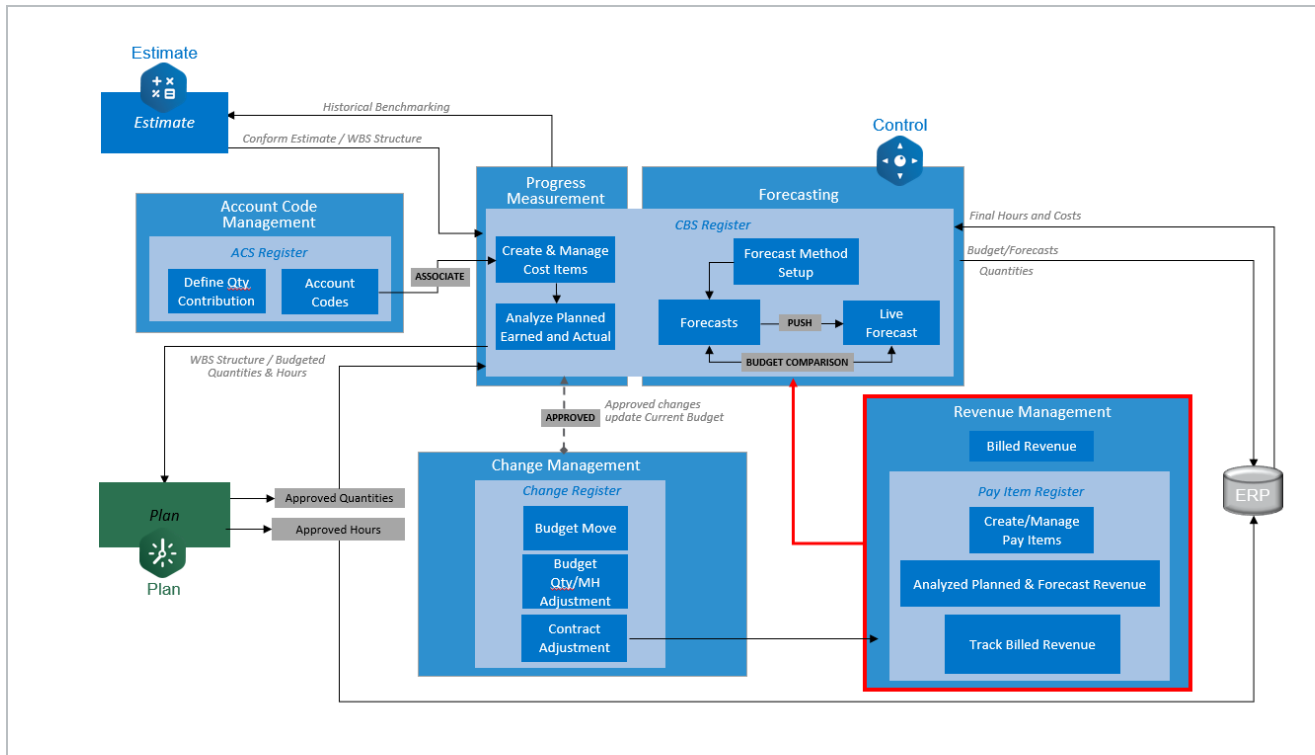 Estimate
Estimate
Historical Benchmarking
Conform Estimate / WBS Structure
Control
Account Code
Management
ACS Register
Define Qty
Contribution
Account
Codes
ASSOCIATE
Progress
Measurement
Forecasting
CBS Register
Create & Manage
Cost Items
Analyze Planned
Earned and Actual
Forecast Method
Setup
Forecasts
PUSH
Live
Forecast
BUDGET COMPARISON
Final Hours and Costs
Budget/Forecasts
Quantities
WBS Structure / Budgeted
Quantities & Hours
APPROVED
Approved changes
update Current Budget
Plan
Plan
Approved Quantities
Approved Hours
Change Management
Change Register
Budget Move
Budget
Qty/MH
Adjustment
Contract
Adjustment
Revenue Management
Billed Revenue
Pay Item Register
Create/Manage
Pay Items
Analyzed Planned & Forecast Revenue
Track Billed Revenue
ERP